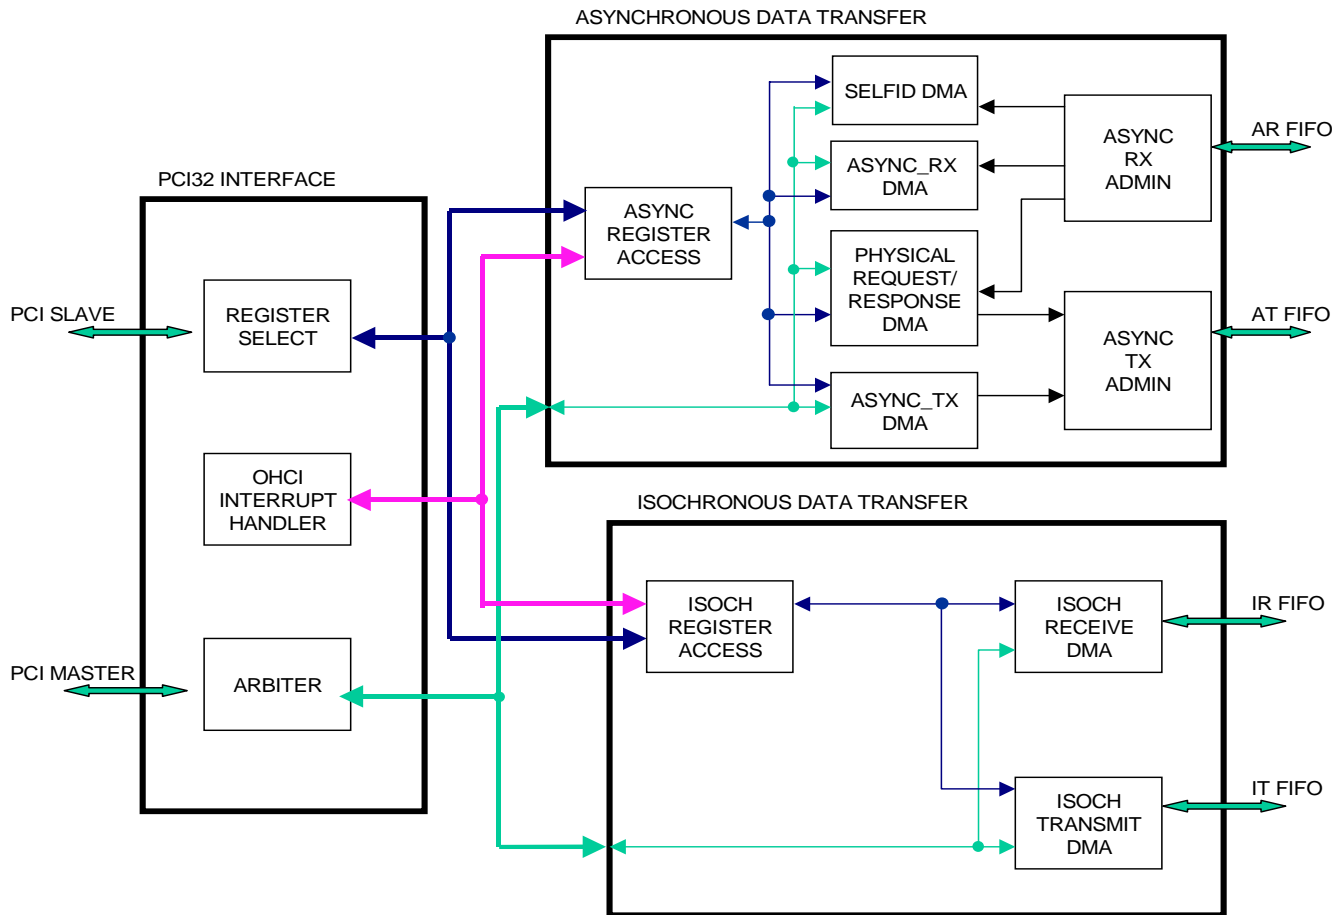 ASYNCHRONOUS DATA TRANSFER
SELFID DMA
ASYNC_RX
DMA
PHYSICAL
REQUEST/
RESPONSE
DMA
ASYNC_TX
DMA
ASYNC
RX
ADMIN
ASYNC
TX
ADMIN
AR FIFO
AT FIFO
ASYNC
REGISTER
ACCESS
PCI32 INTERFACE
PCI SLAVE
REGISTER
SELECT
OHCI
INTERRUPT
HANDLER
PCI MASTER
ARBITER
ISOCHRONOUS DATA TRANSFER
ISOCH
REGISTER
ACCESS
ISOCH
RECEIVE
DMA
IR FIFO
ISOCH
TRANSMIT
DMA
IT FIFO